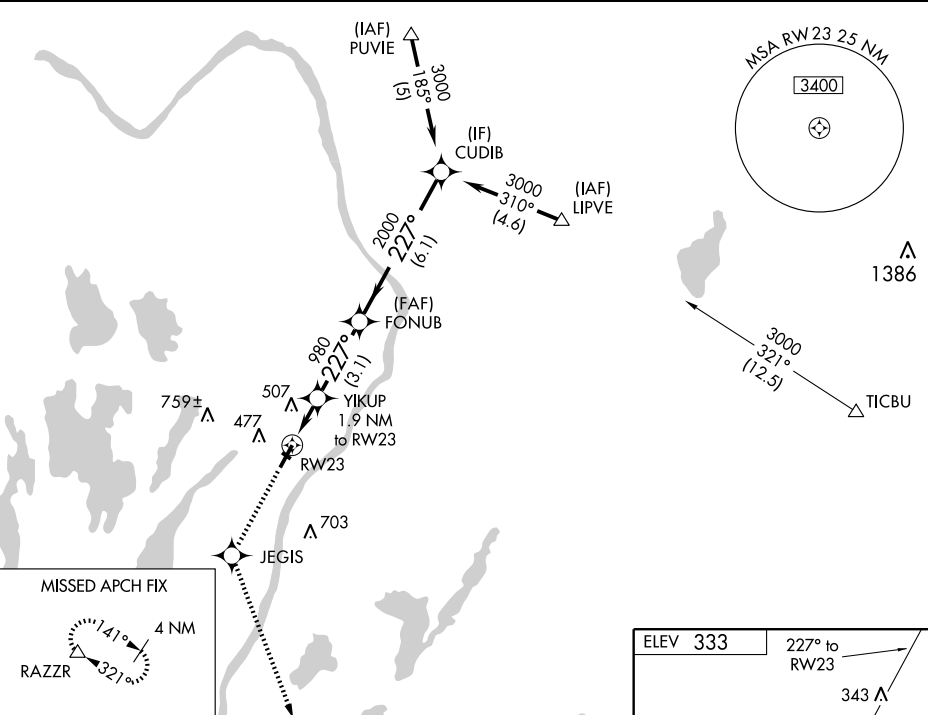 (IAF)
PUVIE
3000
185°
(5)
(IF)
CUDIB
3000
310°
(4.6)
(IAF)
LIPVE
MSA RW23 25 NM
3400
1386
2000
227°
(6.1)
(FAF)
FONUB
980
227°
(3.1)
3000
321°
(12.5)
TICBU
759±
507
477
YIKUP
1.9 NM
to RW23
RW23
703
JEGIS
MISSED APCH FIX
141°
4 NM
RAZZR
321°
ELEV 333
227° to
RW23
343